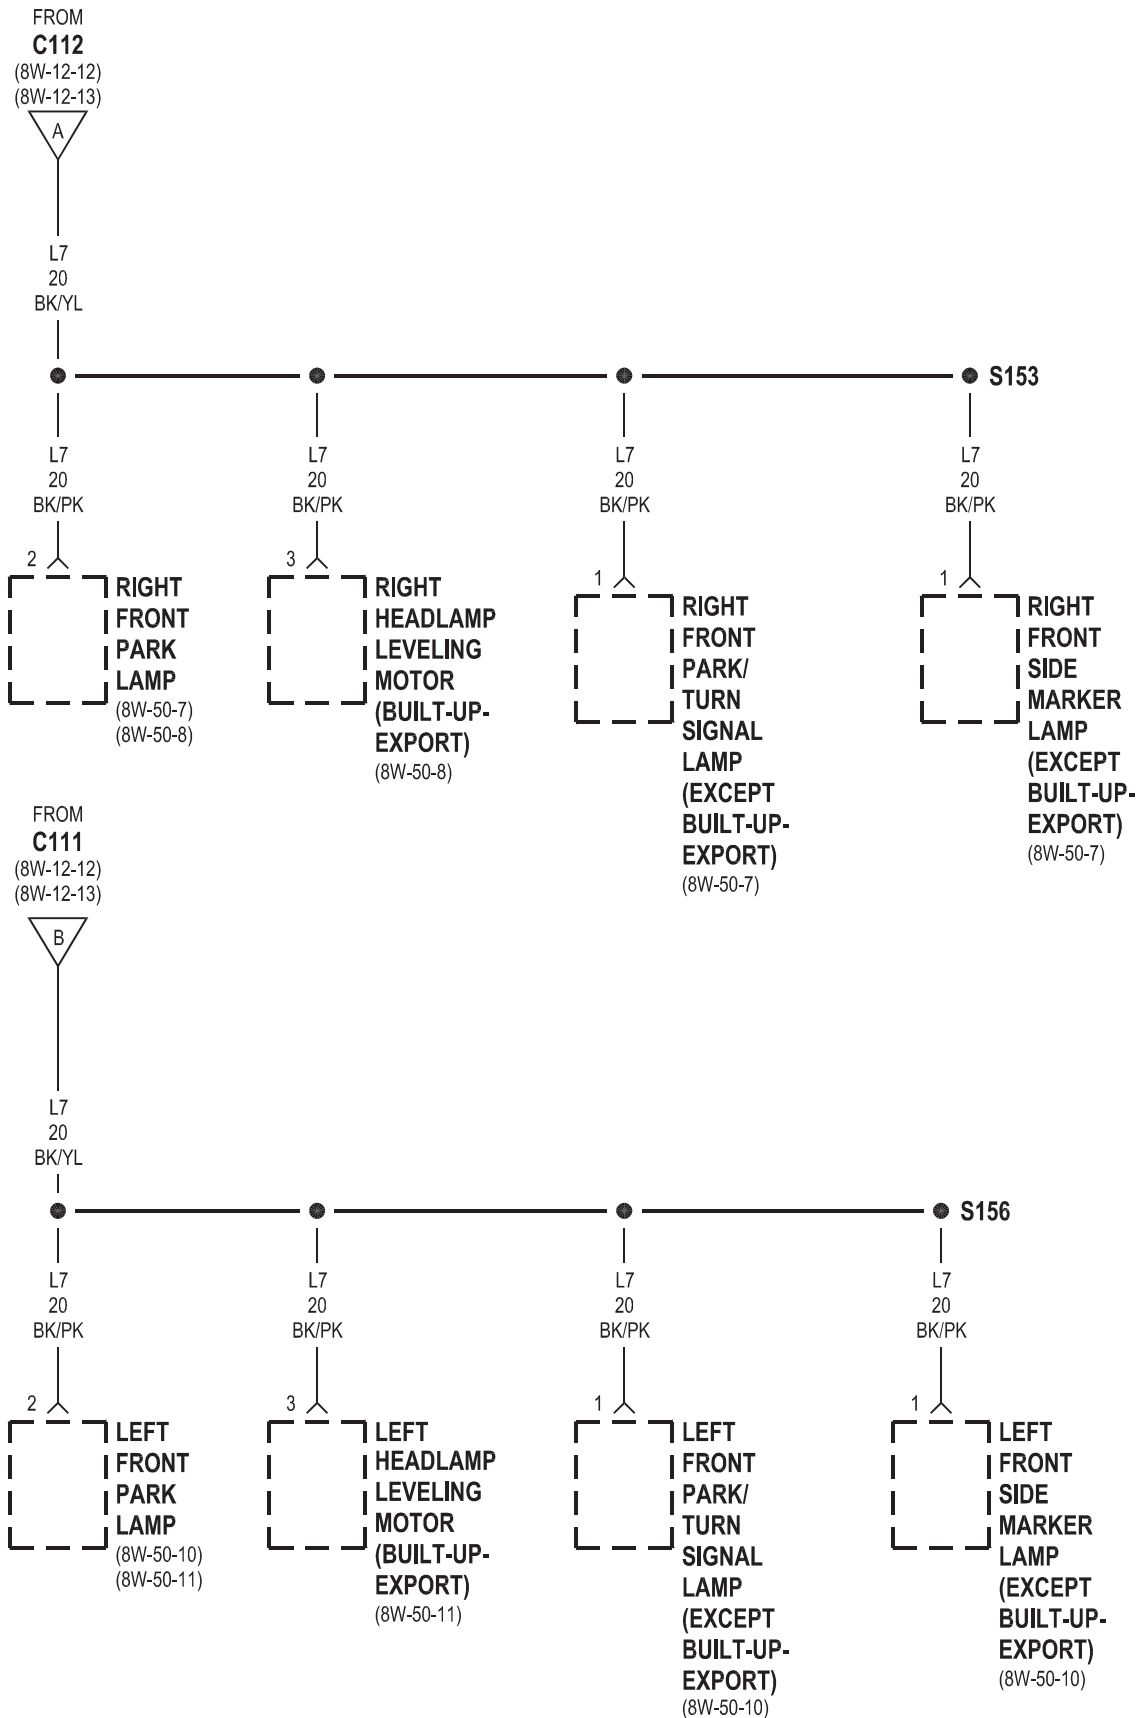 FROM
C112
(8W-12-12)
(8W-12-13)
A
L7
20
BK/YL
S153
L7
20
BK/PK
L7
20
BK/PK
L7
20
BK/PK
L7
20
BK/PK
2
RIGHT
FRONT
PARK
LAMP
(8W-50-7)
(8W-50-8)
3
RIGHT
HEADLAMP
LEVELING
MOTOR
(BUILT-UP-
EXPORT)
(8W-50-8)
1
RIGHT
FRONT
PARK/
TURN
SIGNAL
LAMP
(EXCEPT
BUILT-UP-
EXPORT)
(8W-50-7)
1
RIGHT
FRONT
SIDE
MARKER
LAMP
(EXCEPT
BUILT-UP-
EXPORT)
(8W-50-7)
FROM
C111
(8W-12-12)
(8W-12-13)
B
L7
20
BK/YL
S156
L7
20
BK/PK
L7
20
BK/PK
L7
20
BK/PK
L7
20
BK/PK
2
LEFT
FRONT
PARK
LAMP
(8W-50-10)
(8W-50-11)
3
LEFT
HEADLAMP
LEVELING
MOTOR
(BUILT-UP-
EXPORT)
(8W-50-11)
1
LEFT
FRONT
PARK/
TURN
SIGNAL
LAMP
(EXCEPT
BUILT-UP-
EXPORT)
(8W-50-10)
1
LEFT
FRONT
SIDE
MARKER
LAMP
(EXCEPT
BUILT-UP-
EXPORT)
(8W-50-10)